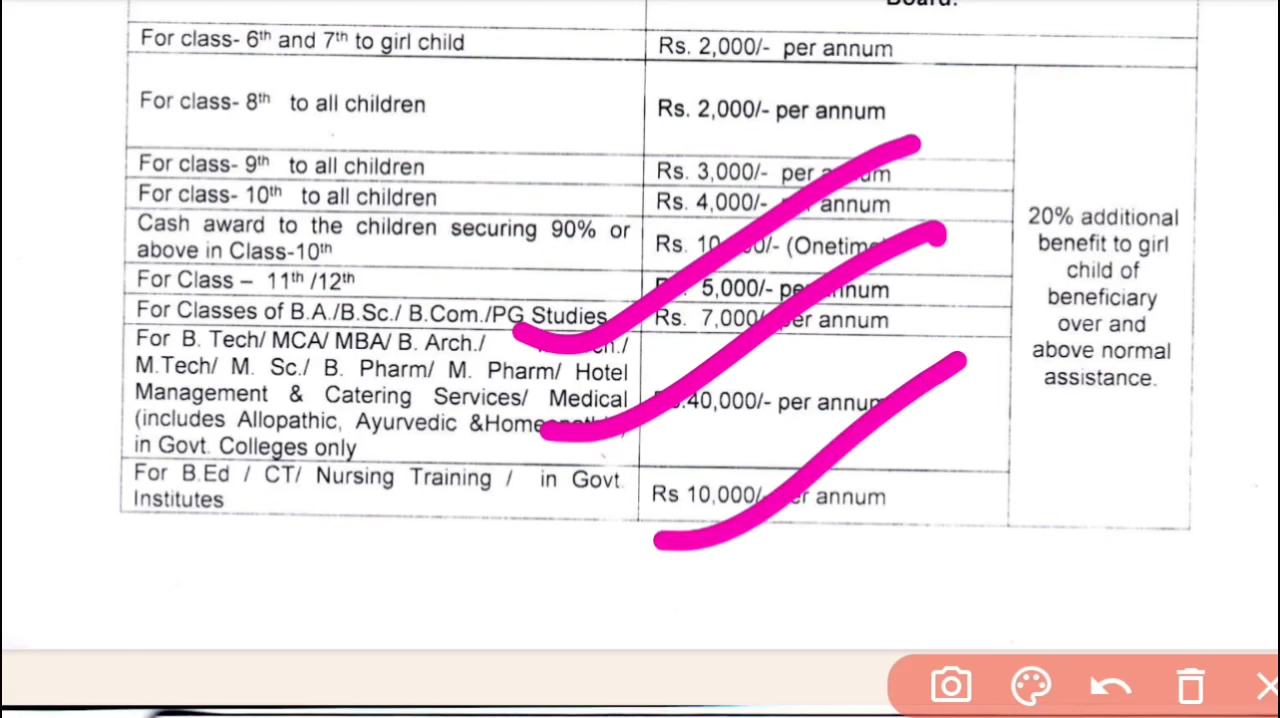 Board.
For class- 6th and 7th to girl child
Rs. 2,000/- per annum
For class- 8th to all children
Rs. 2,000/- per annum
For class- 9th to all children
Rs. 3,000/- per
For class- 10th to all children
Rs. 4,000/- annum
Cash award to the children securing 90% or
above in Class-10th
(Onetime
For Class – 11th /12th
5,000/- per annum
For Classes of B.A./B.Sc./ B.Com./PG Studies
Rs. 7,000/- per annum
For B. Tech/ MCA/ MBA/ B. Arch./
M.Tech/ M. Sc./ B. Pharm/ M. Pharm/ Hotel
Management & Catering Services/ Medical
(includes Allopathic, Ayurvedic &
in Govt. Colleges only
Rs.40,000/- per annum
For B.Ed / CT/ Nursing Training / in Govt.
Institutes
Rs 10,000/- per annum
20% additional
benefit to girl
child of
beneficiary
over and
above normal
assistance.